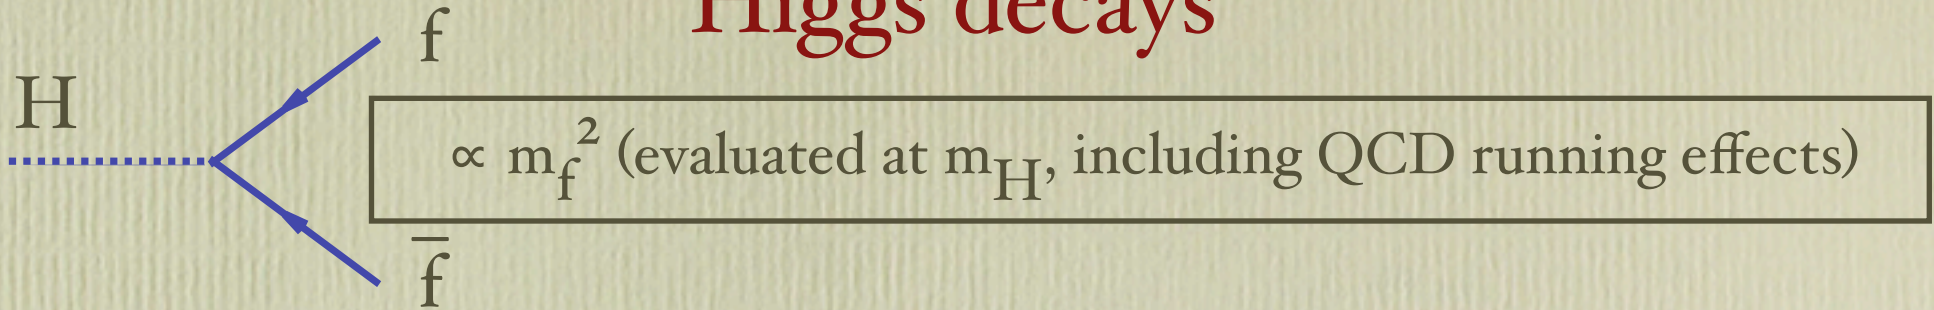 Higgs decays
f
H
∝ m_f² (evaluated at m_H, including QCD running effects)
f̅